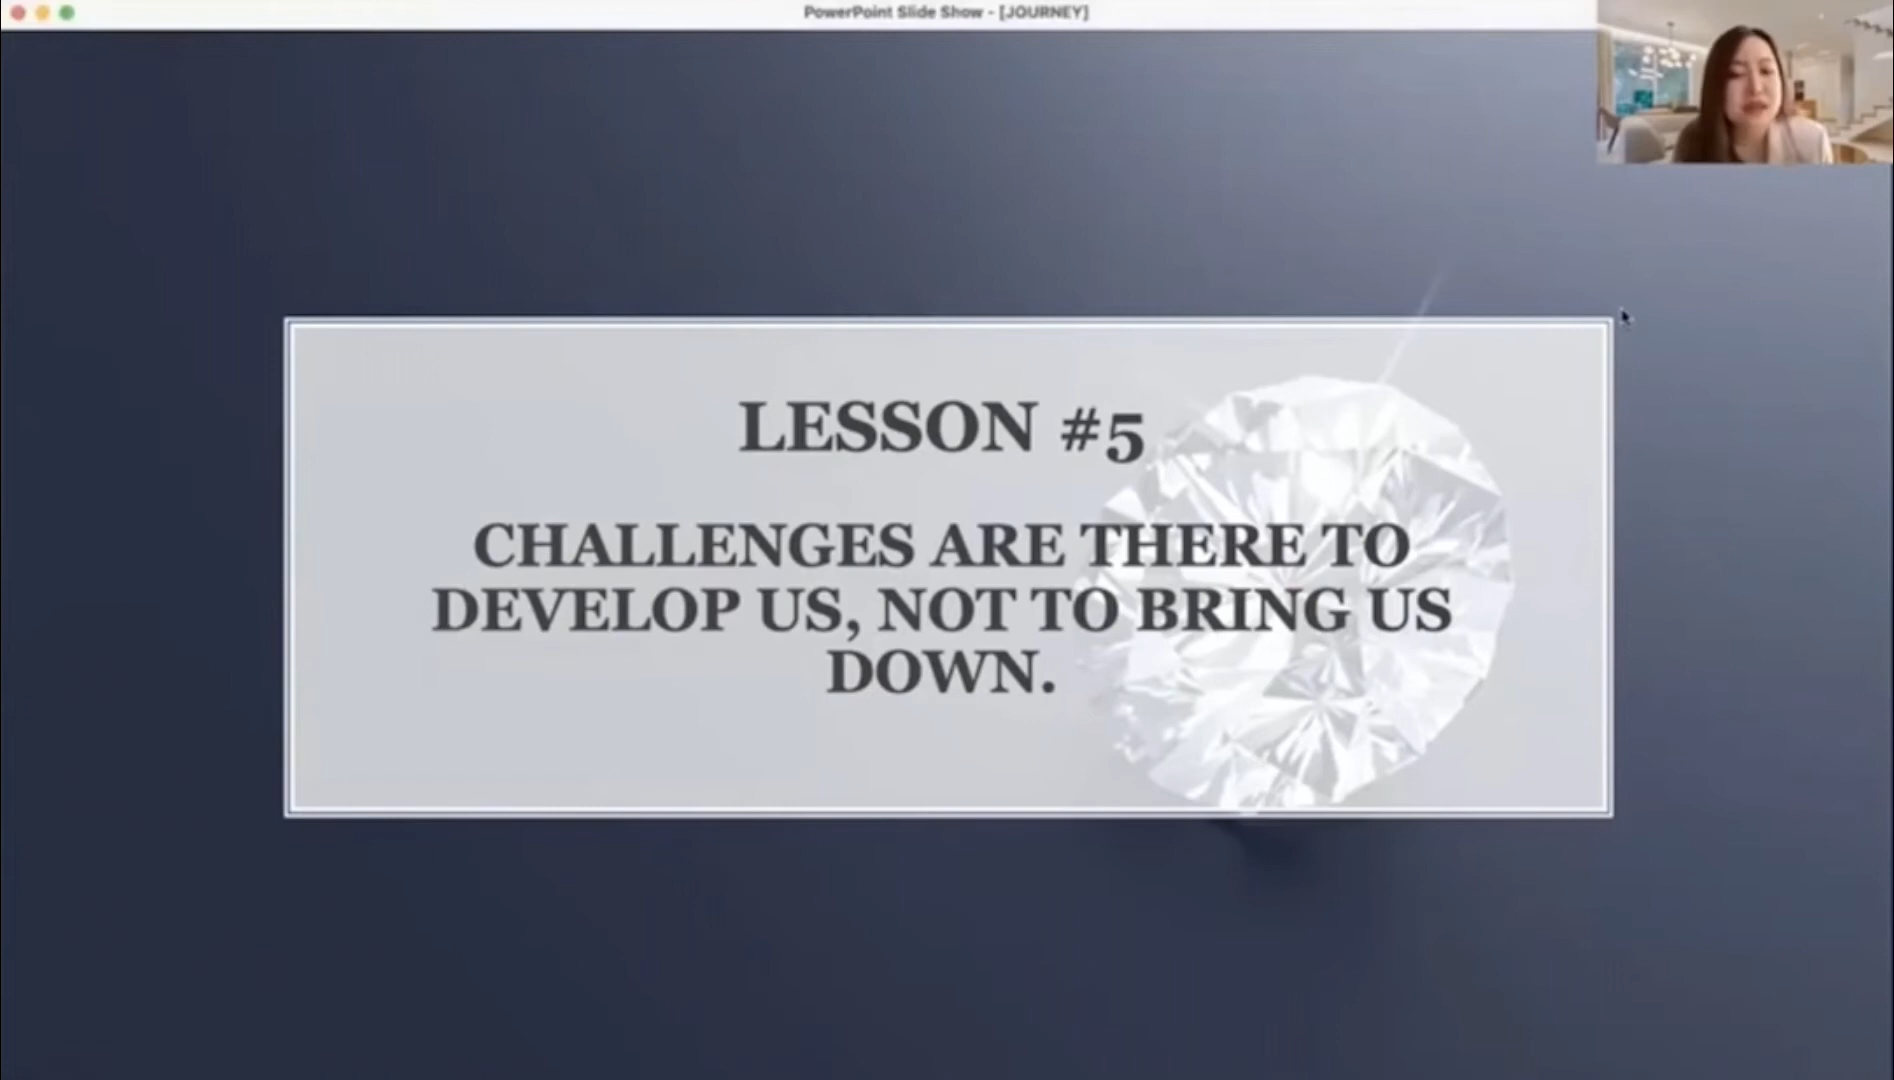 PowerPoint Slide Show - [JOURNEY]
LESSON #5
CHALLENGES ARE THERE TO
DEVELOP US, NOT TO BRING US
DOWN.